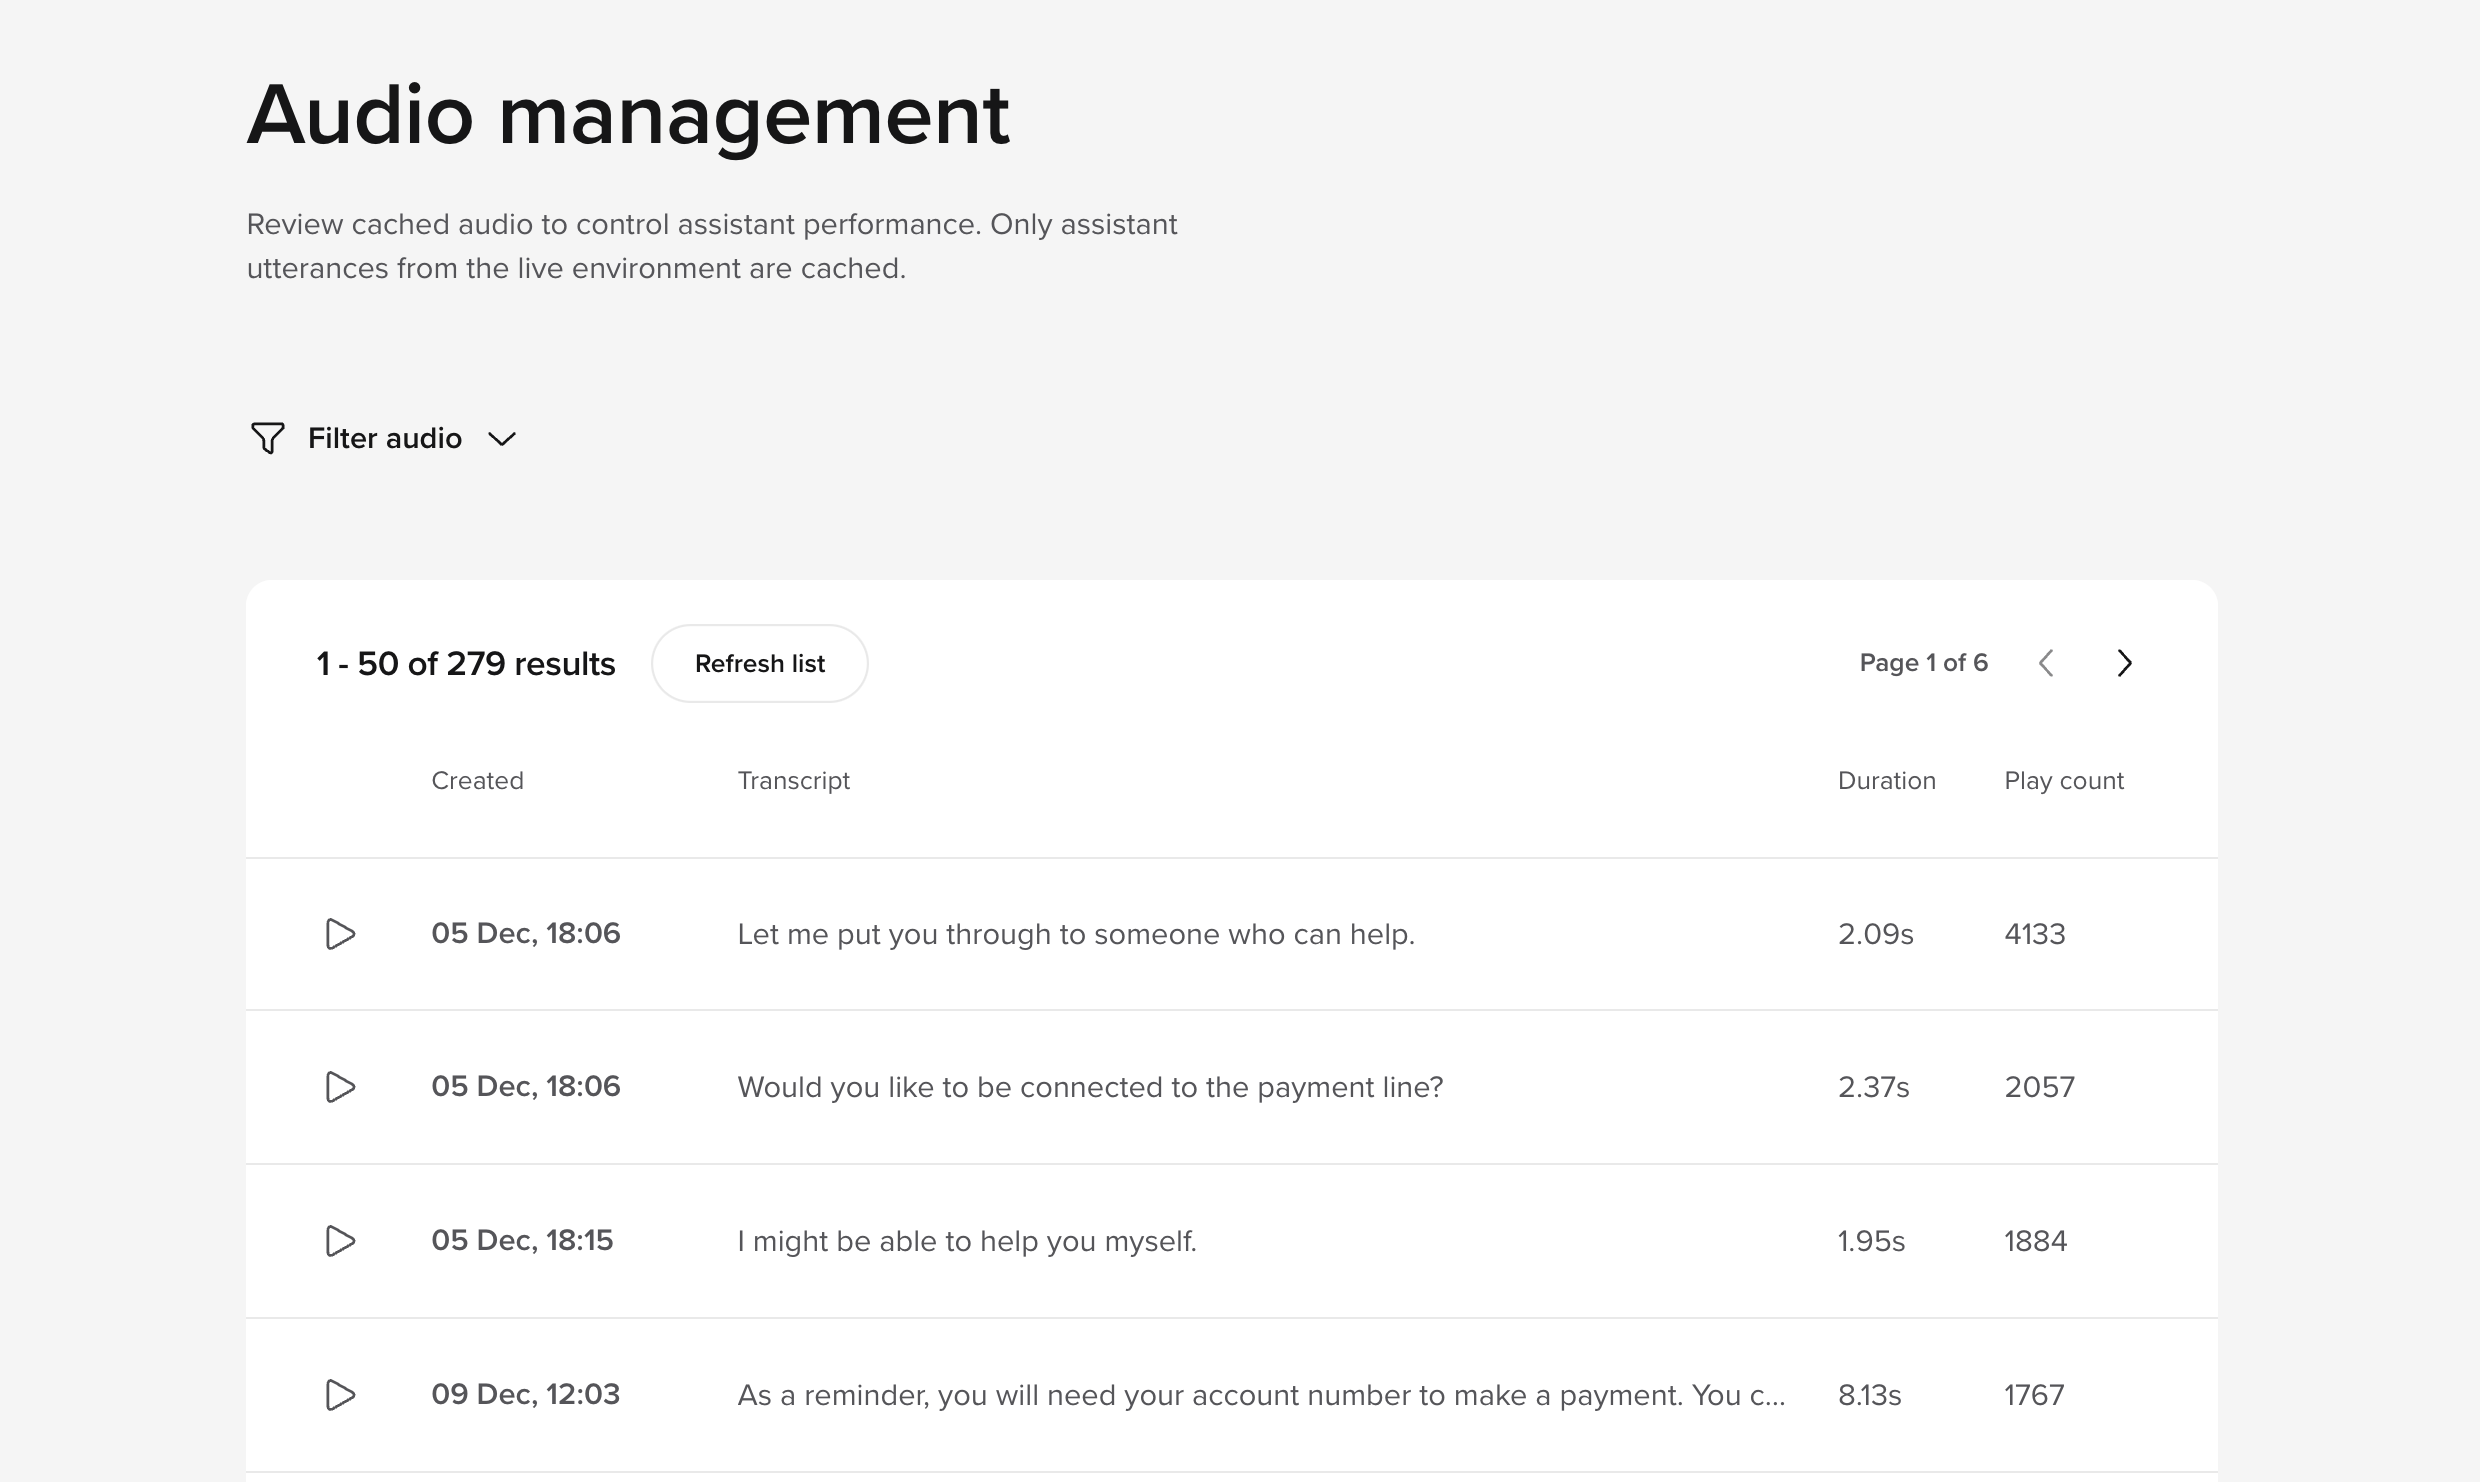 Audio management
Review cached audio to control assistant performance. Only assistant
utterances from the live environment are cached.
Filter audio
1 - 50 of 279 results
Refresh list
Page 1 of 6
Created Transcript Duration Play count
05 Dec, 18:06 Let me put you through to someone who can help. 2.09s 4133
05 Dec, 18:06 Would you like to be connected to the payment line? 2.37s 2057
05 Dec, 18:15 I might be able to help you myself. 1.95s 1884
09 Dec, 12:03 As a reminder, you will need your account number to make a payment. You c... 8.13s 1767